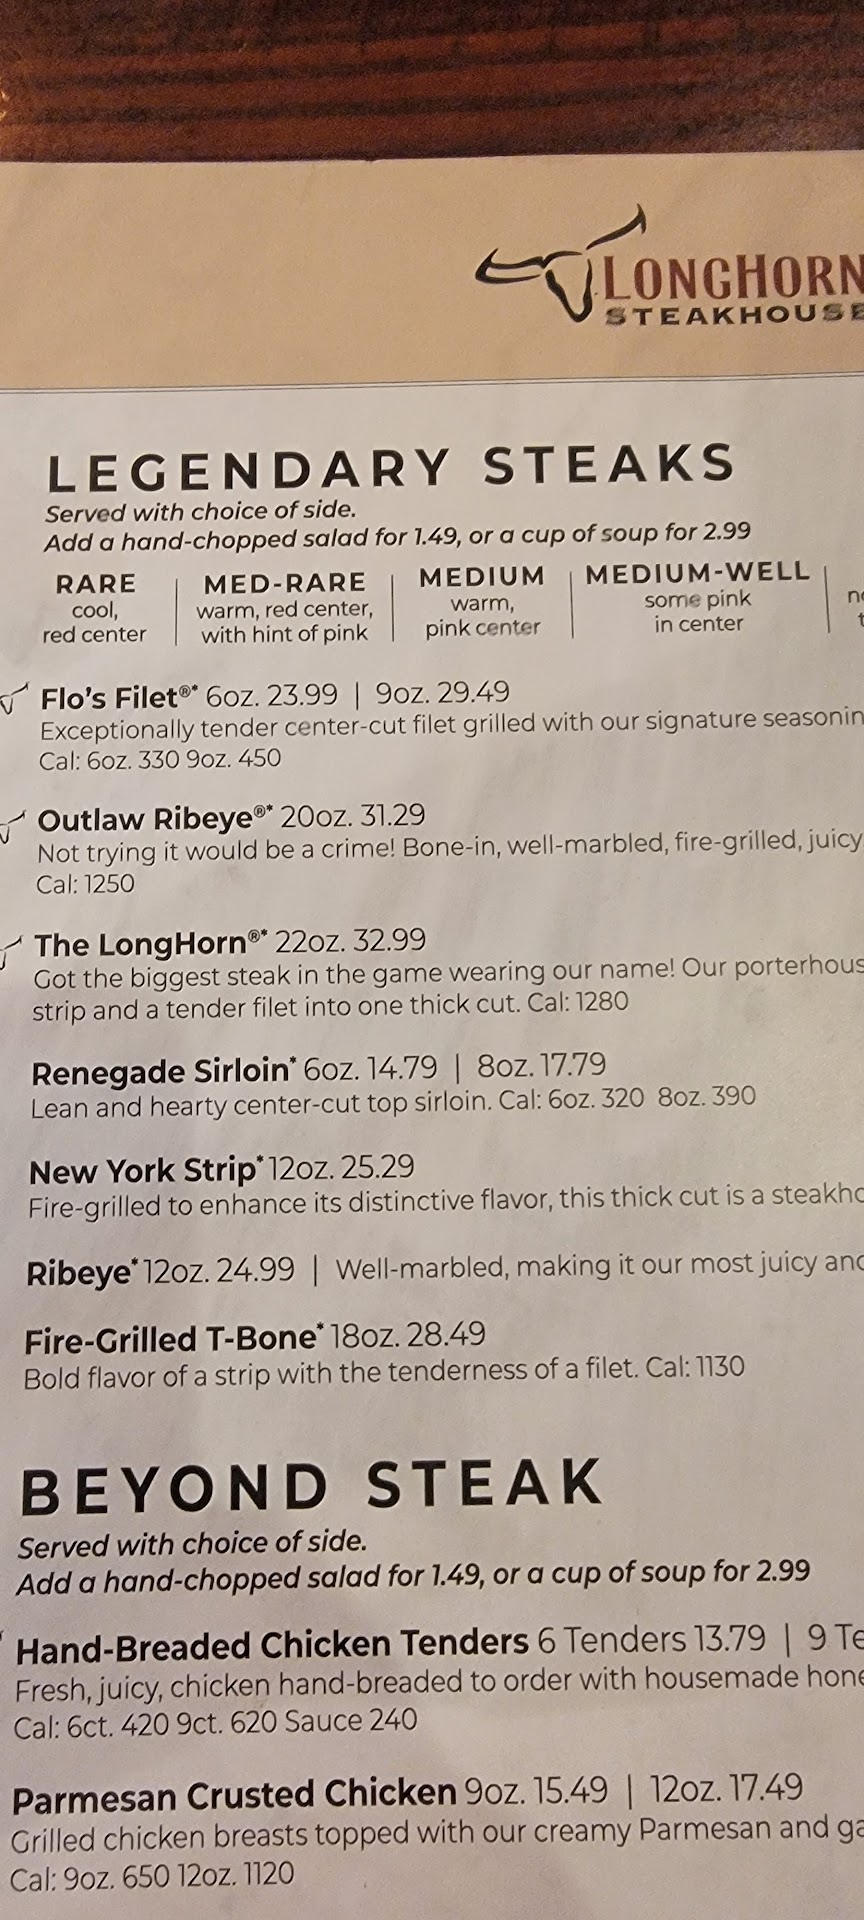 LONGHORN
STEAKHOUSE
LEGENDARY STEAKS
Served with choice of side.
Add a hand-chopped salad for 1.49, or a cup of soup for 2.99
RARE
cool,
red center
MED-RARE
warm, red center,
with hint of pink
MEDIUM
warm,
pink center
MEDIUM-WELL
some pink
in center
Flo's Filet®* 6oz. 23.99 | 9oz. 29.49
Exceptionally tender center-cut filet grilled with our signature seasonin
Cal: 6oz. 330 9oz. 450
Outlaw Ribeye®* 20oz. 31.29
Not trying it would be a crime! Bone-in, well-marbled, fire-grilled, juicy
Cal: 1250
The LongHorn®* 22oz. 32.99
Got the biggest steak in the game wearing our name! Our porterhous
strip and a tender filet into one thick cut. Cal: 1280
Renegade Sirloin* 6oz. 14.79 | 8oz. 17.79
Lean and hearty center-cut top sirloin. Cal: 6oz. 320 8oz. 390
New York Strip* 12oz. 25.29
Fire-grilled to enhance its distinctive flavor, this thick cut is a steakho
Ribeye* 12oz. 24.99 | Well-marbled, making it our most juicy and
Fire-Grilled T-Bone* 18oz. 28.49
Bold flavor of a strip with the tenderness of a filet. Cal: 1130
BEYOND STEAK
Served with choice of side.
Add a hand-chopped salad for 1.49, or a cup of soup for 2.99
Hand-Breaded Chicken Tenders 6 Tenders 13.79 | 9 Te
Fresh, juicy, chicken hand-breaded to order with housemade hone
Cal: 6ct. 420 9ct. 620 Sauce 240
Parmesan Crusted Chicken 9oz. 15.49 | 12oz. 17.49
Grilled chicken breasts topped with our creamy Parmesan and ga
Cal: 9oz. 650 12oz. 1120